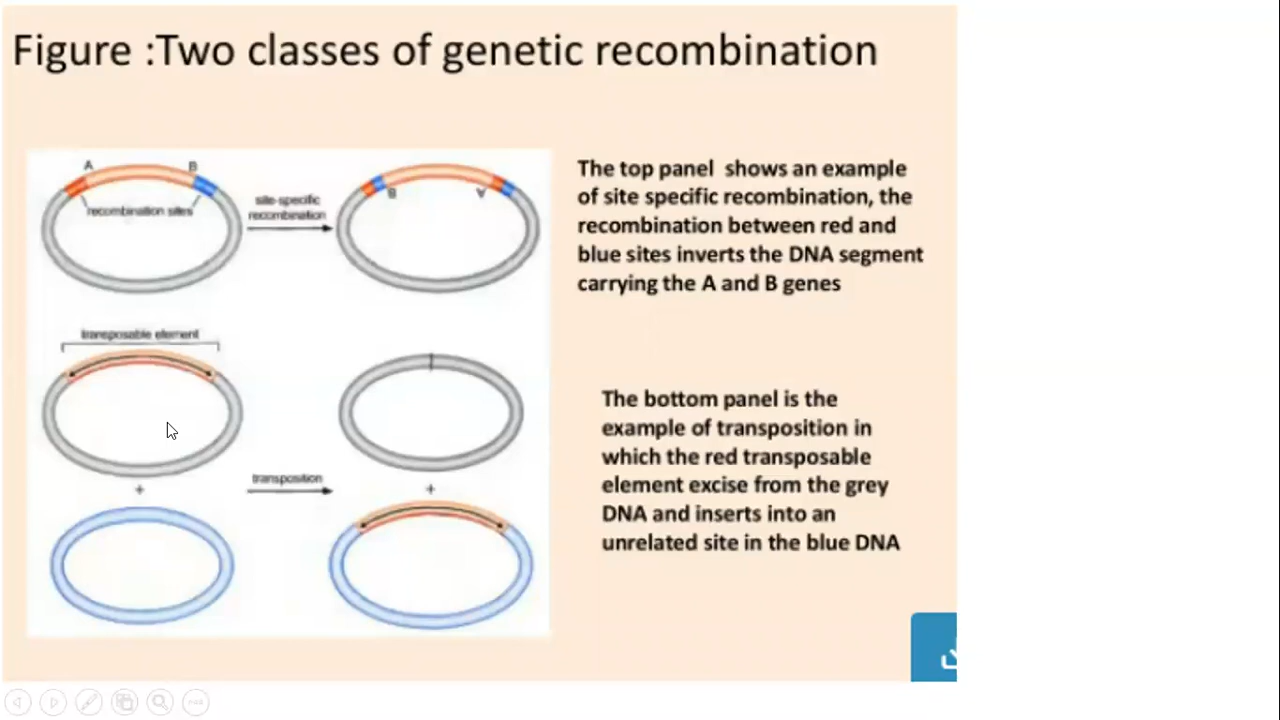 Figure :Two classes of genetic recombination
A
B
recombination sites
site-specific
recombination
B
A
The top panel shows an example
of site specific recombination, the
recombination between red and
blue sites inverts the DNA segment
carrying the A and B genes
transposable element
+
transposition
+
The bottom panel is the
example of transposition in
which the red transposable
element excise from the grey
DNA and inserts into an
unrelated site in the blue DNA